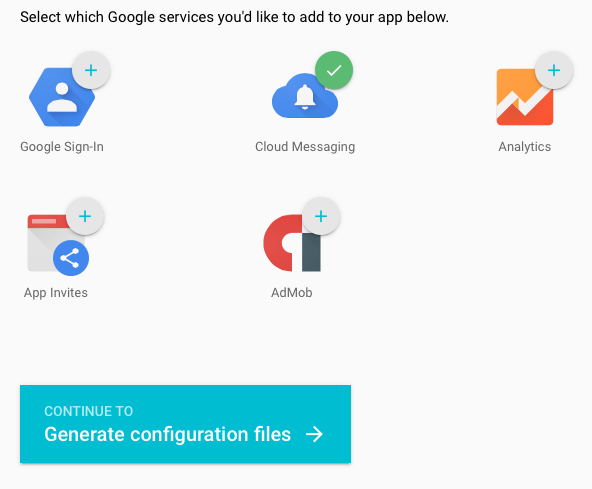 Select which Google services you'd like to add to your app below.
Google Sign-In
Cloud Messaging
Analytics
App Invites
AdMob
CONTINUE TO
Generate configuration files